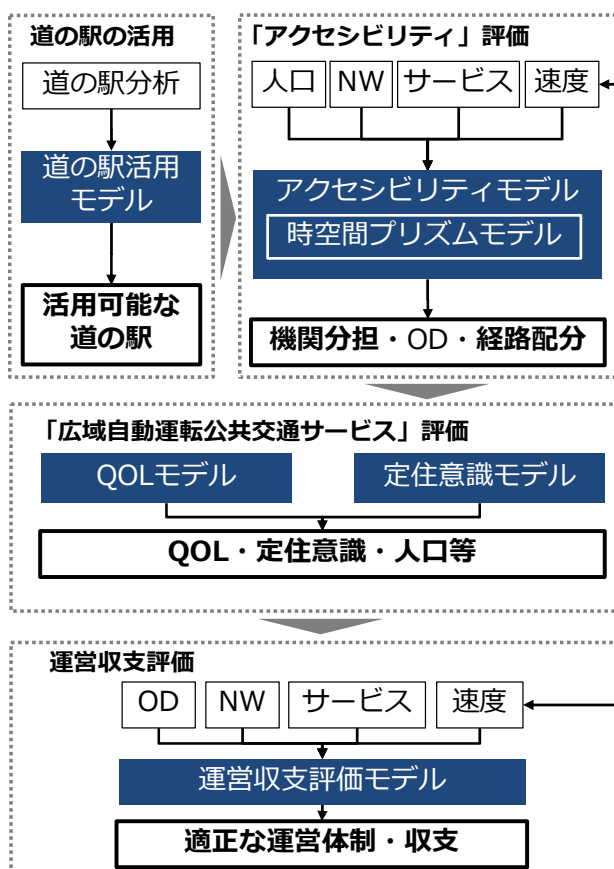 道の駅の活用
道の駅分析
道の駅活用
モデル
活用可能な
道の駅
「アクセシビリティ」評価
人口 NW サービス 速度
アクセシビリティモデル
時空間プリズムモデル
機関分担・OD・経路配分
「広域自動運転公共交通サービス」評価
QOLモデル 定住意識モデル
QOL・定住意識・人口等
運営収支評価
OD NW サービス 速度
運営収支評価モデル
適正な運営体制・収支